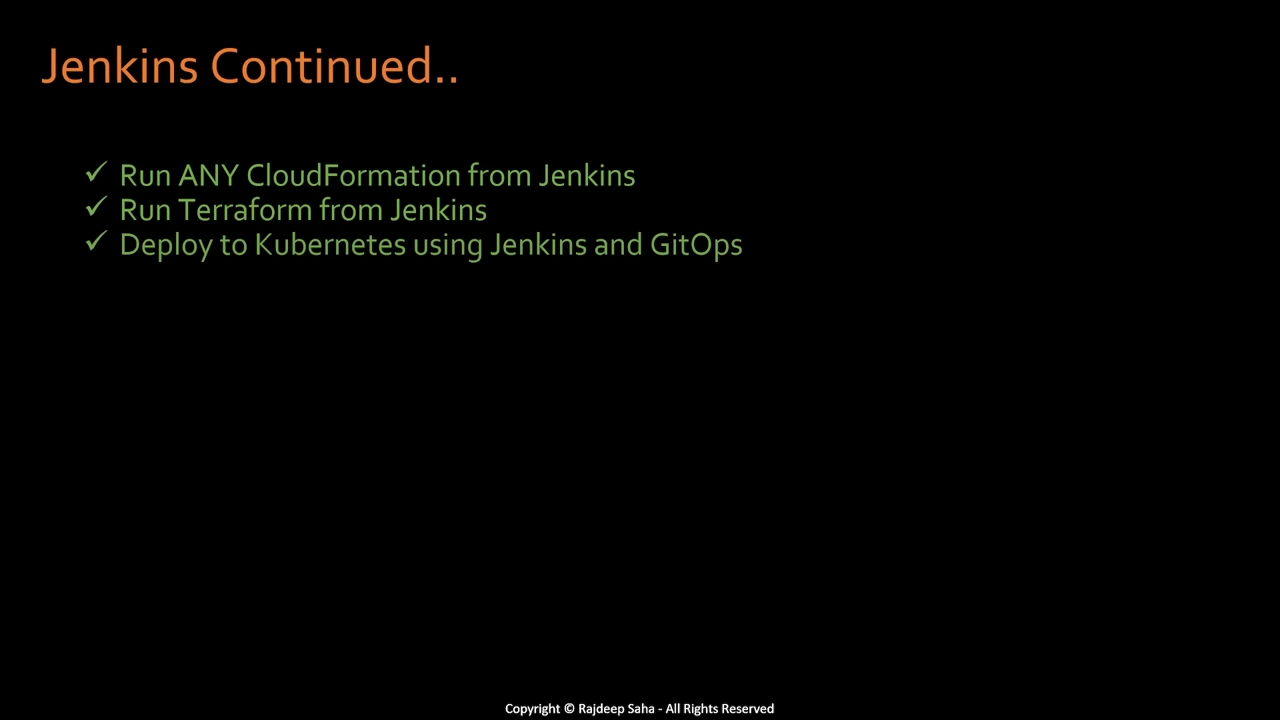 Jenkins Continued..
✓ Run ANY CloudFormation from Jenkins
✓ Run Terraform from Jenkins
✓ Deploy to Kubernetes using Jenkins and GitOps
Copyright © Rajdeep Saha - All Rights Reserved